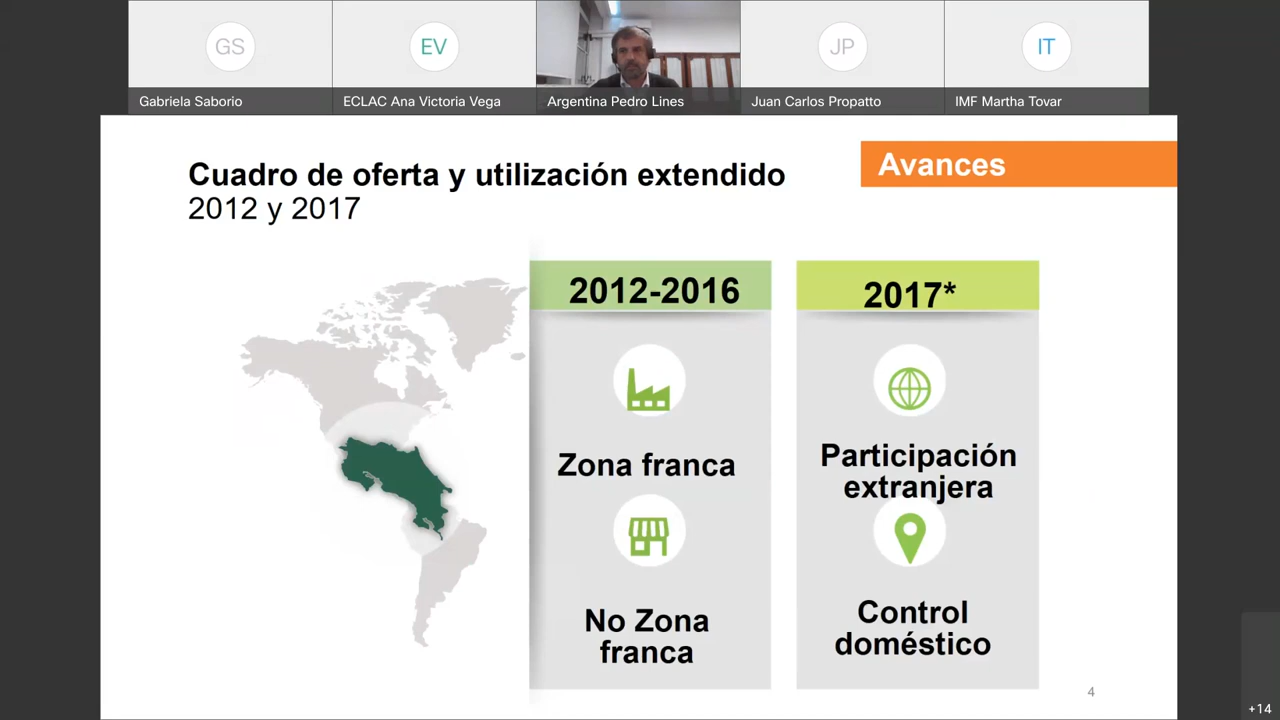 GS
EV
JP
IT
Gabriela Saborio
ECLAC Ana Victoria Vega
Argentina Pedro Lines
Juan Carlos Propatto
IMF Martha Tovar
Cuadro de oferta y utilización extendido
2012 y 2017
Avances
2012-2016
Zona franca
No Zona
franca
2017*
Participación
extranjera
Control
doméstico
4
+14